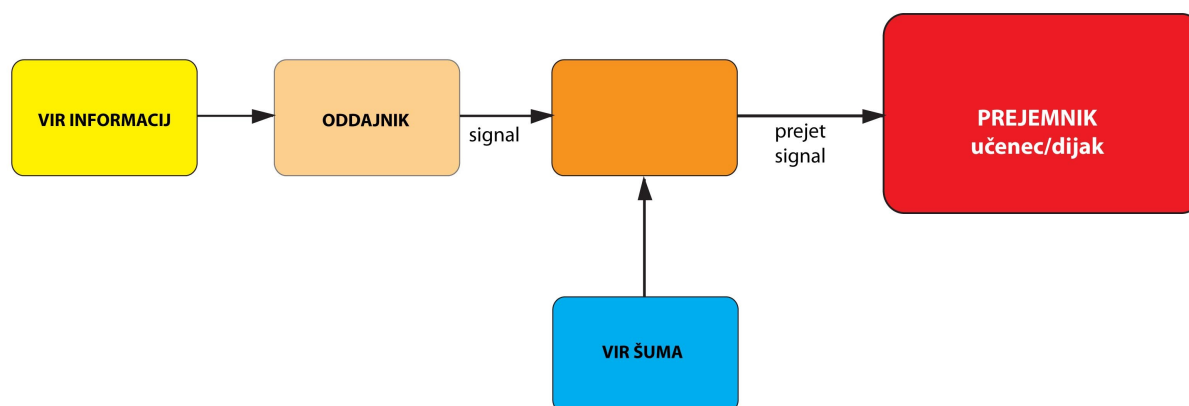 VIR INFORMACIJ
ODDAJNIK
signal
prejet
signal
PREJEMNIK
učenec/dijak
VIR ŠUMA